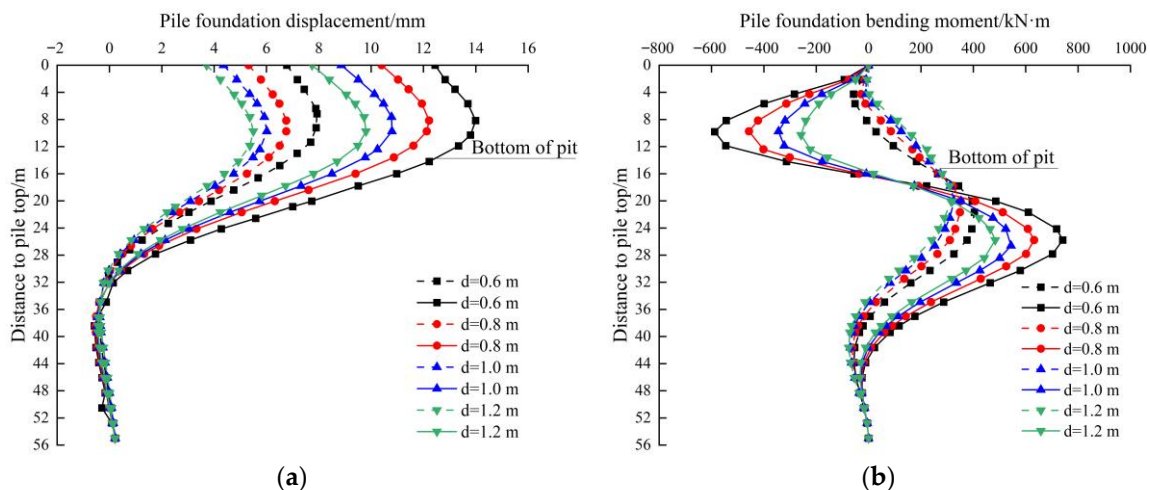 Pile foundation displacement/mm
−2 0 2 4 6 8 10 12 14 16
Distance to pile top/m
0
4
8
12
16
20
24
28
32
36
40
44
48
52
56
Bottom of pit
d=0.6 m
d=0.6 m
d=0.8 m
d=0.8 m
d=1.0 m
d=1.0 m
d=1.2 m
d=1.2 m
(a)
Pile foundation bending moment/kN·m
−800 −600 −400 −200 0 200 400 600 800 1000
Distance to pile top/m
0
4
8
12
16
20
24
28
32
36
40
44
48
52
56
Bottom of pit
d=0.6 m
d=0.6 m
d=0.8 m
d=0.8 m
d=1.0 m
d=1.0 m
d=1.2 m
d=1.2 m
(b)